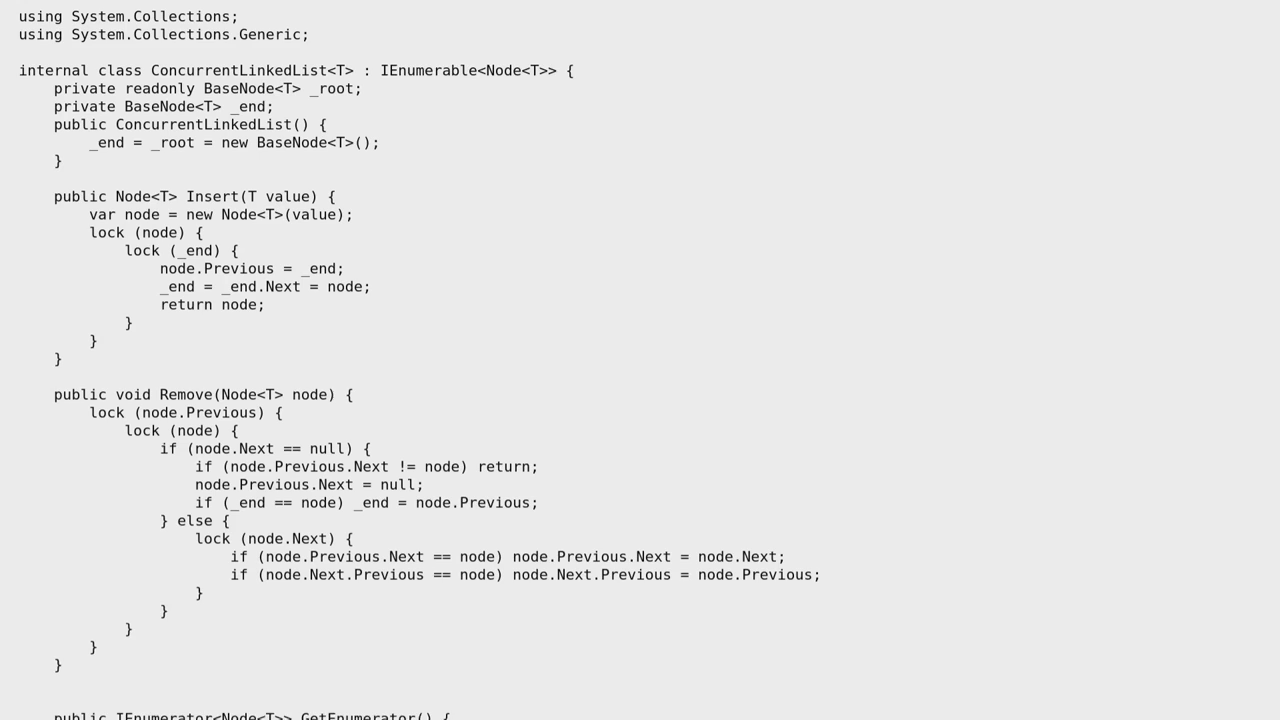 using System.Collections;
using System.Collections.Generic;

internal class ConcurrentLinkedList<T> : IEnumerable<Node<T>> {
    private readonly BaseNode<T> _root;
    private BaseNode<T> _end;
    public ConcurrentLinkedList() {
        _end = _root = new BaseNode<T>();
    }

    public Node<T> Insert(T value) {
        var node = new Node<T>(value);
        lock (node) {
            lock (_end) {
                node.Previous = _end;
                _end = _end.Next = node;
                return node;
            }
        }
    }

    public void Remove(Node<T> node) {
        lock (node.Previous) {
            lock (node) {
                if (node.Next == null) {
                    if (node.Previous.Next != node) return;
                    node.Previous.Next = null;
                    if (_end == node) _end = node.Previous;
                } else {
                    lock (node.Next) {
                        if (node.Previous.Next == node) node.Previous.Next = node.Next;
                        if (node.Next.Previous == node) node.Next.Previous = node.Previous;
                    }
                }
            }
        }
    }


    public IEnumerator<Node<T>> GetEnumerator() {